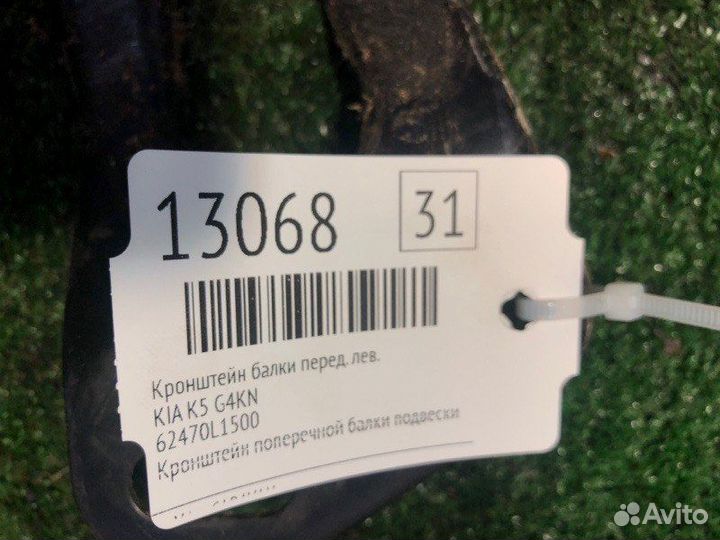 13068 31
Кронштейн балки перед. лев.
KIA K5 G4KN
62470L1500
Кронштейн поперечной балки подвески
Avito